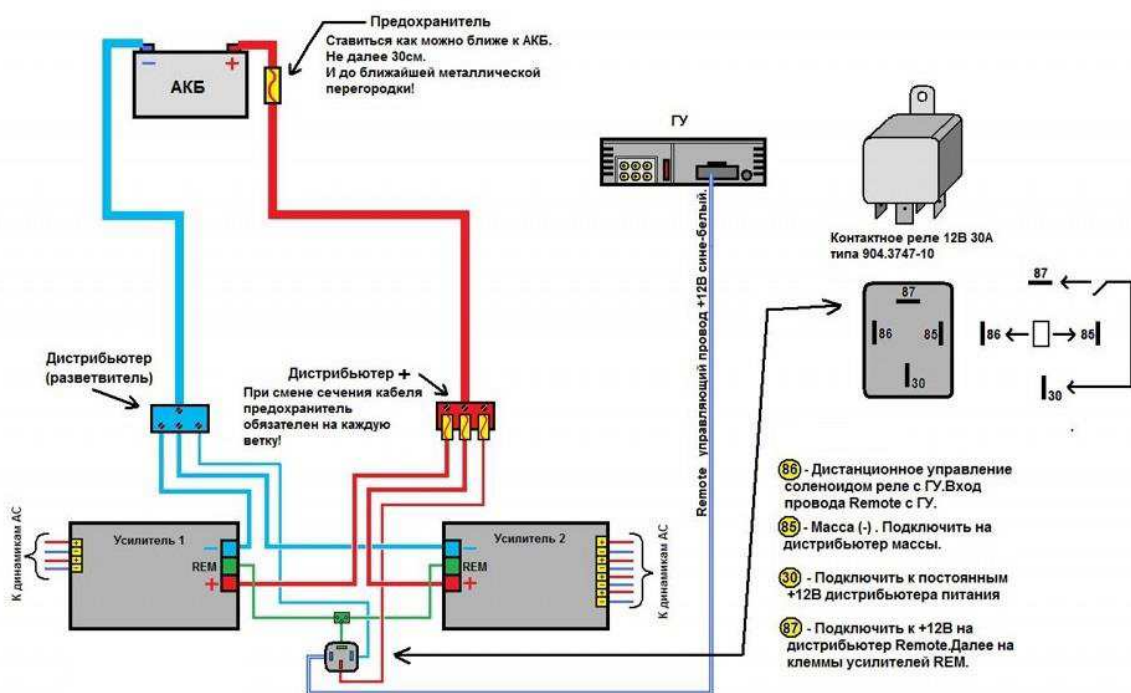 Предохранитель
Ставиться как можно ближе к АКБ.
Не далее 30см.
И до ближайшей металлической
перегородки!
АКБ
ГУ
Remote управляющий провод +12В сине-белый.
Контактное реле 12В 30А
типа 904.3747-10
87
86
85
30
87
86
85
30
Дистрибьютер
(разветвитель)
Дистрибьютер +
При смене сечения кабеля
предохранитель
обязателен на каждую
ветку!
86 - Дистанционное управление
соленоидом реле с ГУ.Вход
провода Remote с ГУ.
85 - Масса (-) . Подключить на
дистрибьютер массы.
30 - Подключить к постоянным
+12В дистрибьютера питания
87 - Подключить к +12В на
дистрибьютер Remote.Далее на
клеммы усилителей REM.
К динамикам АС
Усилитель 1
REM
Усилитель 2
REM
К динамикам АС